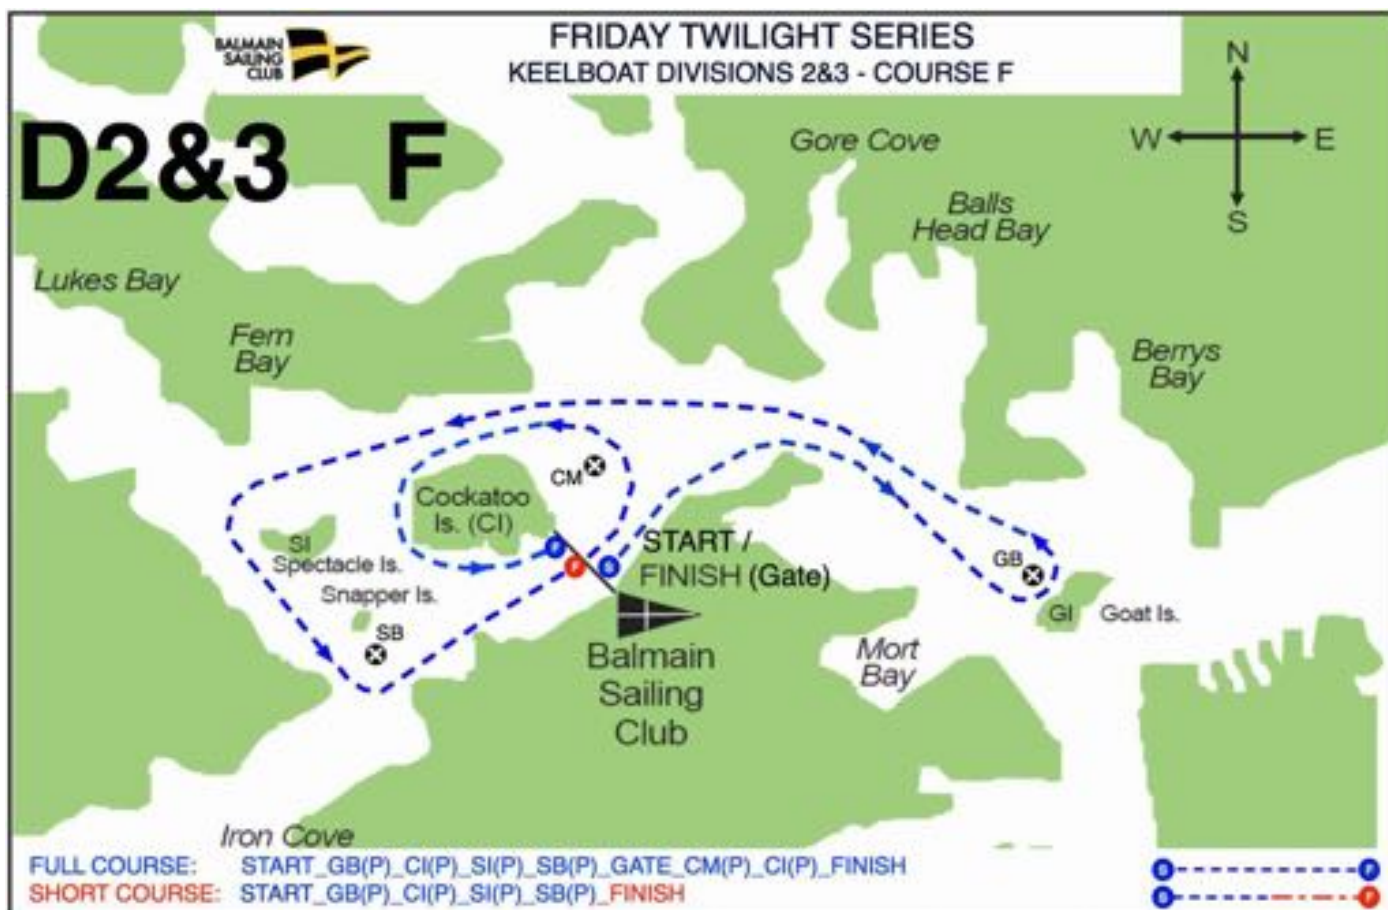 BALMAIN
SAILING
CLUB
FRIDAY TWILIGHT SERIES
KEELBOAT DIVISIONS 2&3 - COURSE F
D2&3 F
N
W
E
S
Gore Cove
Balls
Head Bay
Lukes Bay
Fern
Bay
Berrys
Bay
CM
Cockatoo
Is. (CI)
SI
Spectacle Is.
Snapper Is.
SB
F
F
S
START /
FINISH (Gate)
GB
GI
Goat Is.
Mort
Bay
Balmain
Sailing
Club
Iron Cove
FULL COURSE: START_GB(P)_CI(P)_SI(P)_SB(P)_GATE_CM(P)_CI(P)_FINISH
SHORT COURSE: START_GB(P)_CI(P)_SI(P)_SB(P)_FINISH
S F
S F